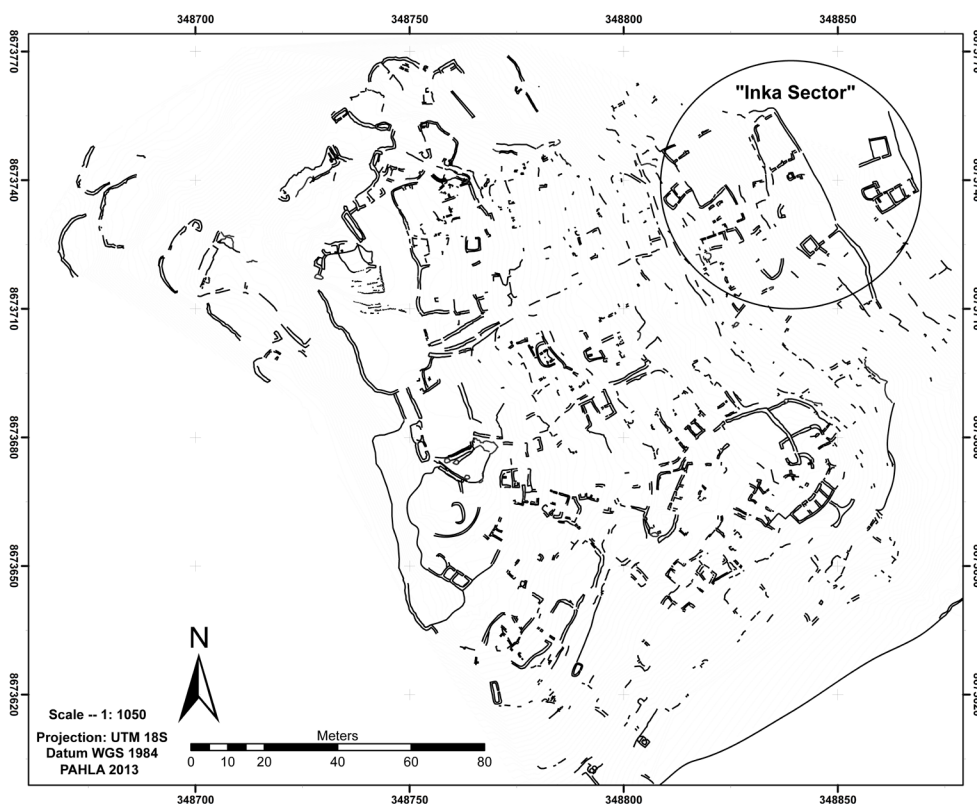 348700 348750 348800 348850
8673770
"Inka Sector"
8673740
8673710
8673680
8673650
8673620
N
Scale -- 1: 1050
Projection: UTM 18S
Datum WGS 1984
PAHLA 2013
Meters
0 10 20 40 60 80
348700 348750 348800 348850